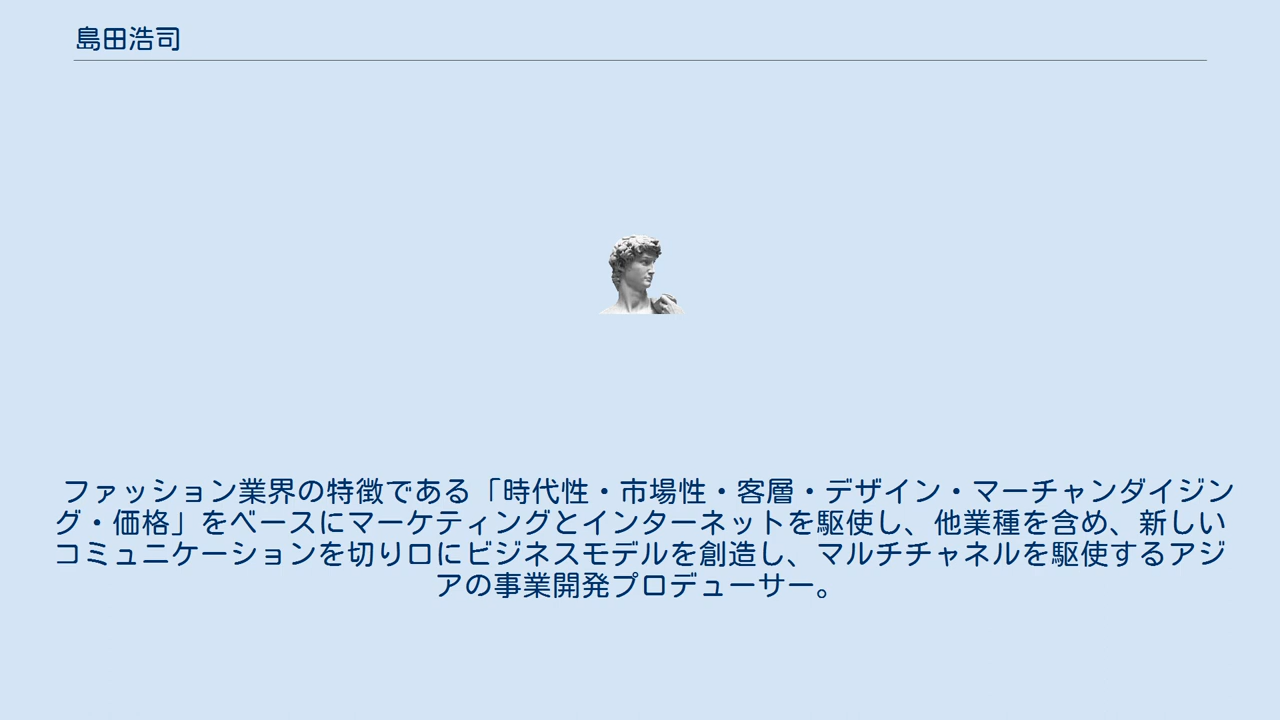 島田浩司
ファッション業界の特徴である「時代性・市場性・客層・デザイン・マーチャンダイジン
グ・価格」をベースにマーケティングとインターネットを駆使し、他業種を含め、新しい
コミュニケーションを切り口にビジネスモデルを創造し、マルチチャネルを駆使するアジ
アの事業開発プロデューサー。